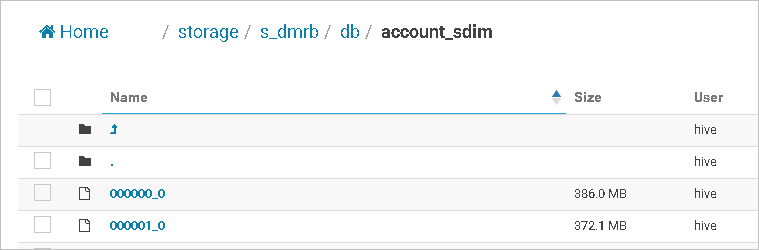 Home / storage / s_dmrb / db / account_sdim
Name Size User
hive
. hive
000000_0 386.0 MB hive
000001_0 372.1 MB hive